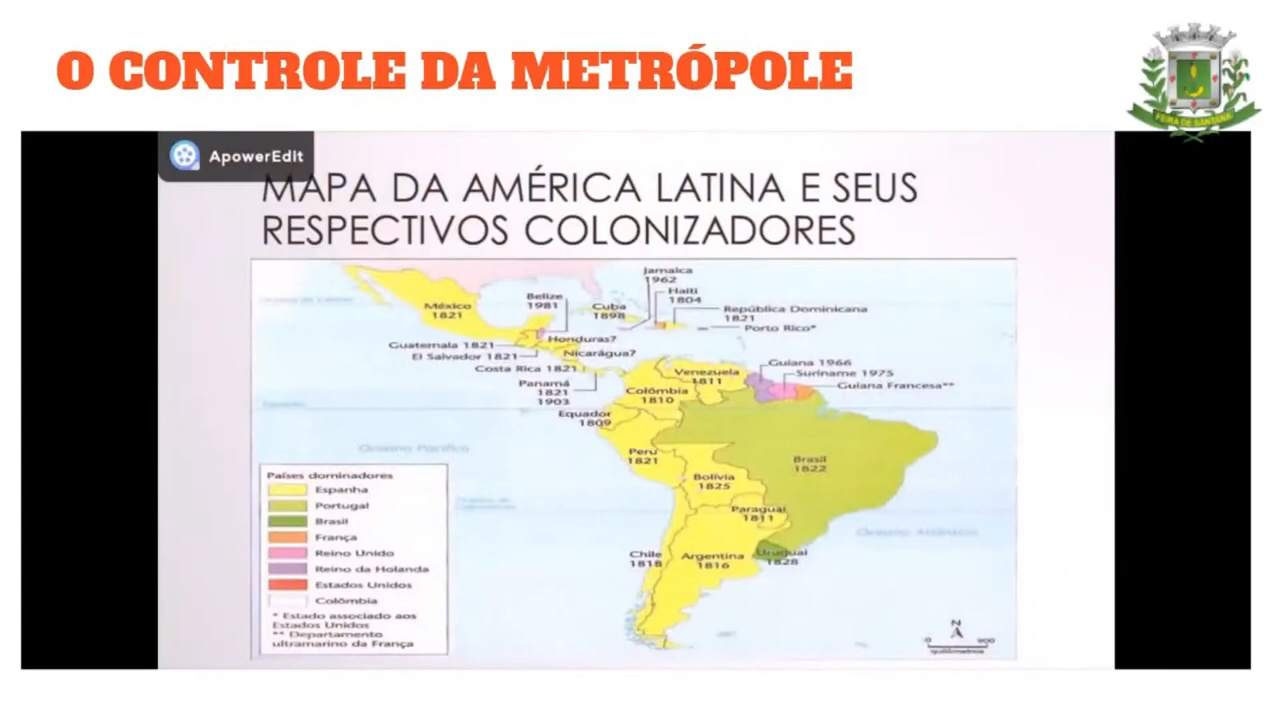 O CONTROLE DA METRÓPOLE
FEIRA DE SANTANA
ApowerEdit
MAPA DA AMÉRICA LATINA E SEUS
RESPECTIVOS COLONIZADORES
Jamaica
1962
Haiti
1804
Belize
1981
Cuba
1898
México
1821
República Dominicana
1821
Porto Rico*
Honduras?
Guatemala 1821
El Salvador 1821
Nicarágua?
Costa Rica 1821
Panamá
1821
1903
Guiana 1966
Suriname 1975
Guiana Francesa**
Venezuela
1811
Colômbia
1810
Equador
1809
Oceano Pacífico
Peru
1821
Brasil
1822
Bolívia
1825
Paraguai
1811
Oceano Atlântico
Chile
1818
Argentina
1816
Uruguai
1828
Países dominadores
Espanha
Portugal
Brasil
França
Reino Unido
Reino da Holanda
Estados Unidos
Colômbia
* Estado associado aos
Estados Unidos
** Departamento
ultramarino da França
N
0 900
quilômetros